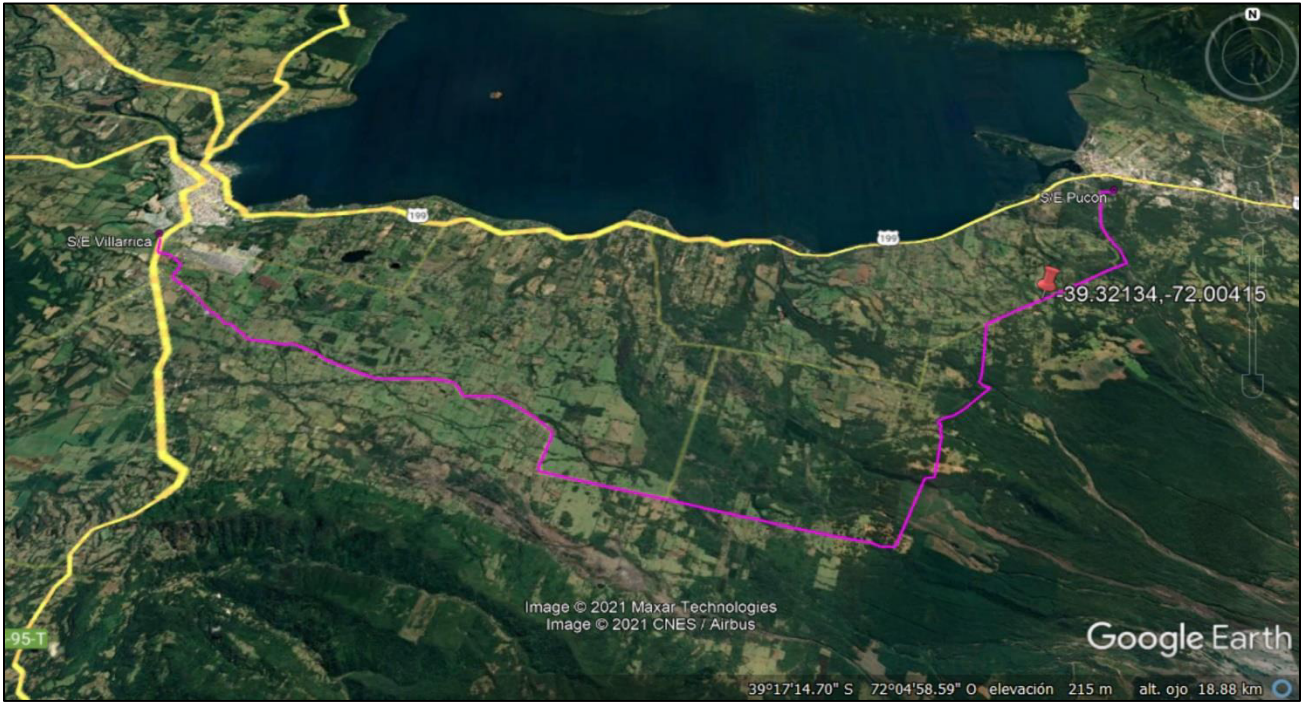 N
199
S/E Pucón
199
S/E Villarrica
-39.32134,-72.00415
Image © 2021 Maxar Technologies
Image © 2021 CNES / Airbus
-95-T
Google Earth
39°17'14.70" S 72°04'58.59" O elevación 215 m alt. ojo 18.88 km